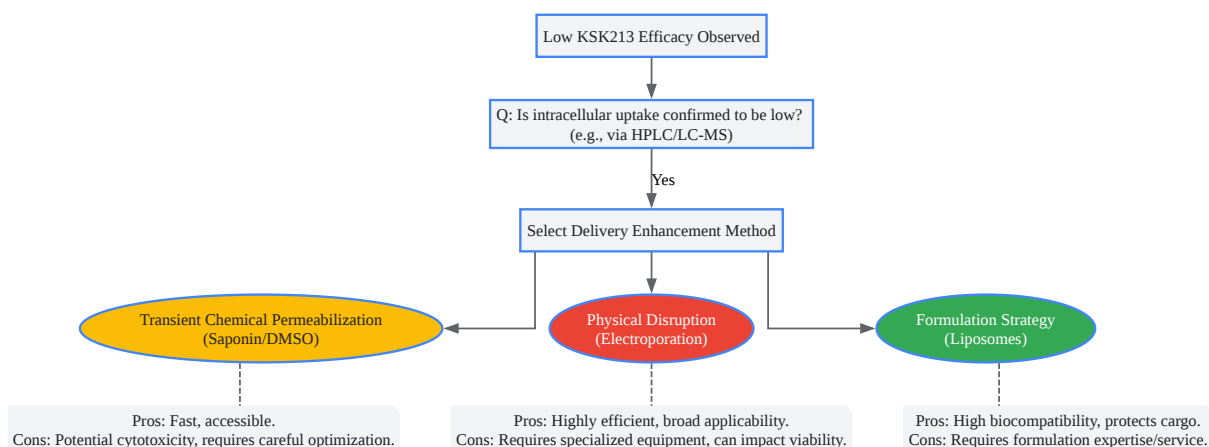 Low KSK213 Efficacy Observed
Q: Is intracellular uptake confirmed to be low?
(e.g., via HPLC/LC-MS)
Yes
Select Delivery Enhancement Method
Transient Chemical Permeabilization
(Saponin/DMSO)
Physical Disruption
(Electroporation)
Formulation Strategy
(Liposomes)
Pros: Fast, accessible.
Cons: Potential cytotoxicity, requires careful optimization.
Pros: Highly efficient, broad applicability.
Cons: Requires specialized equipment, can impact viability.
Pros: High biocompatibility, protects cargo.
Cons: Requires formulation expertise/service.